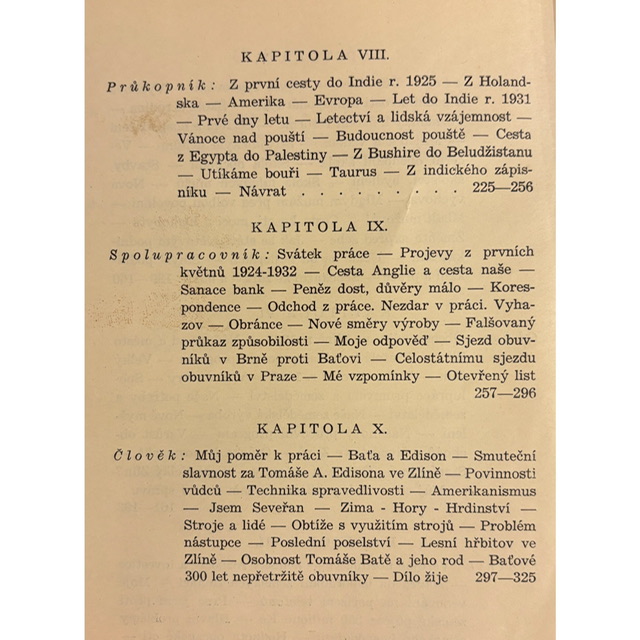 KAPITOLA VIII.
Průkopník: Z první cesty do Indie r. 1925 — Z Holand-
ska — Amerika — Evropa — Let do Indie r. 1931
— Prvé dny letu — Letectví a lidská vzájemnost —
Vánoce nad pouští — Budoucnost pouště — Cesta
z Egypta do Palestiny — Z Bushire do Beludžistanu
— Utíkáme bouři — Taurus — Z indického zápis-
níku — Návrat . . . . . . . . . 225—256
KAPITOLA IX.
Spolupracovník: Svátek práce — Projevy z prvních
květnů 1924-1932 — Cesta Anglie a cesta naše —
Sanace bank — Peněz dost, důvěry málo — Kores-
pondence — Odchod z práce. Nezdar v práci. Vyha-
zov — Obránce — Nové směry výroby — Falšovaný
průkaz způsobilosti — Moje odpověď — Sjezd obuv-
níků v Brně proti Baťovi — Celostátnímu sjezdu
obuvníků v Praze — Mé vzpomínky — Otevřený list
257—296
KAPITOLA X.
Člověk: Můj poměr k práci — Baťa a Edison — Smuteční
slavnost za Tomáše A. Edisona ve Zlíně — Povinnosti
vůdců — Technika spravedlivosti — Amerikanismus
— Jsem Seveřan — Zima - Hory - Hrdinství —
Stroje a lidé — Obtíže s využitím strojů — Problém
nástupce — Poslední poselství — Lesní hřbitov ve
Zlíně — Osobnost Tomáše Batě a jeho rod — Baťové
300 let nepřetržitě obuvníky — Dílo žije 297—325